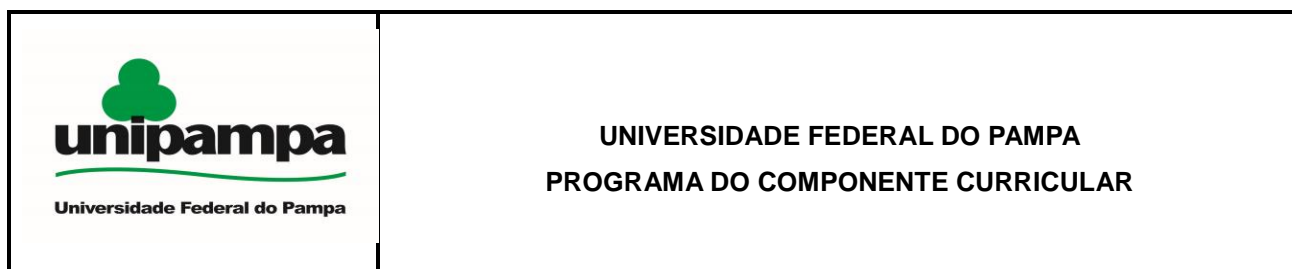 unipampa
Universidade Federal do Pampa
UNIVERSIDADE FEDERAL DO PAMPA
PROGRAMA DO COMPONENTE CURRICULAR